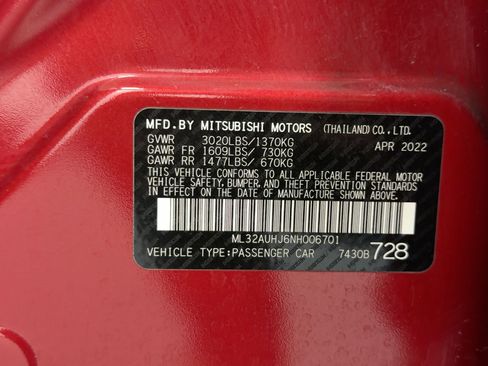 MFD.BY MITSUBISHI MOTORS (THAILAND)CO.,LTD.
GVWR 3020LBS/1370KG APR 2022
GAWR FR 1609LBS/ 730KG
GAWR RR 1477LBS/ 670KG
THIS VEHICLE CONFORMS TO ALL APPLICABLE FEDERAL MOTOR
VEHICLE SAFETY, BUMPER, AND THEFT PREVENTION STANDARDS
IN EFFECT ON THE DATE OF MANUFACTURE SHOWN ABOVE.
ML32AUHJ6NH006701
VEHICLE TYPE:PASSENGER CAR 7430B 728